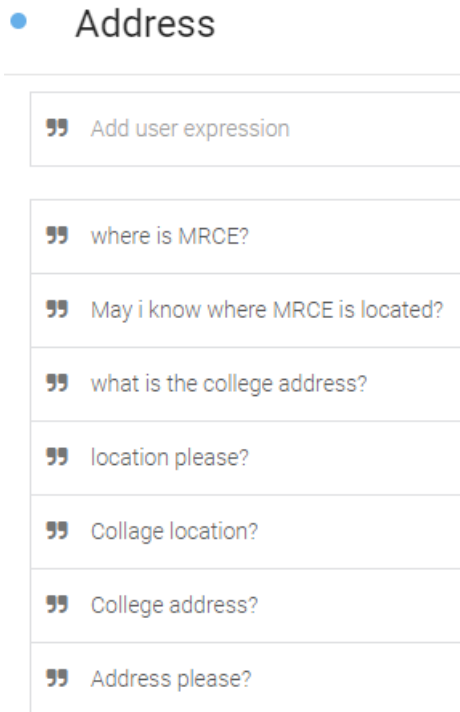 Address
Add user expression
where is MRCE?
May i know where MRCE is located?
what is the college address?
location please?
Collage location?
College address?
Address please?